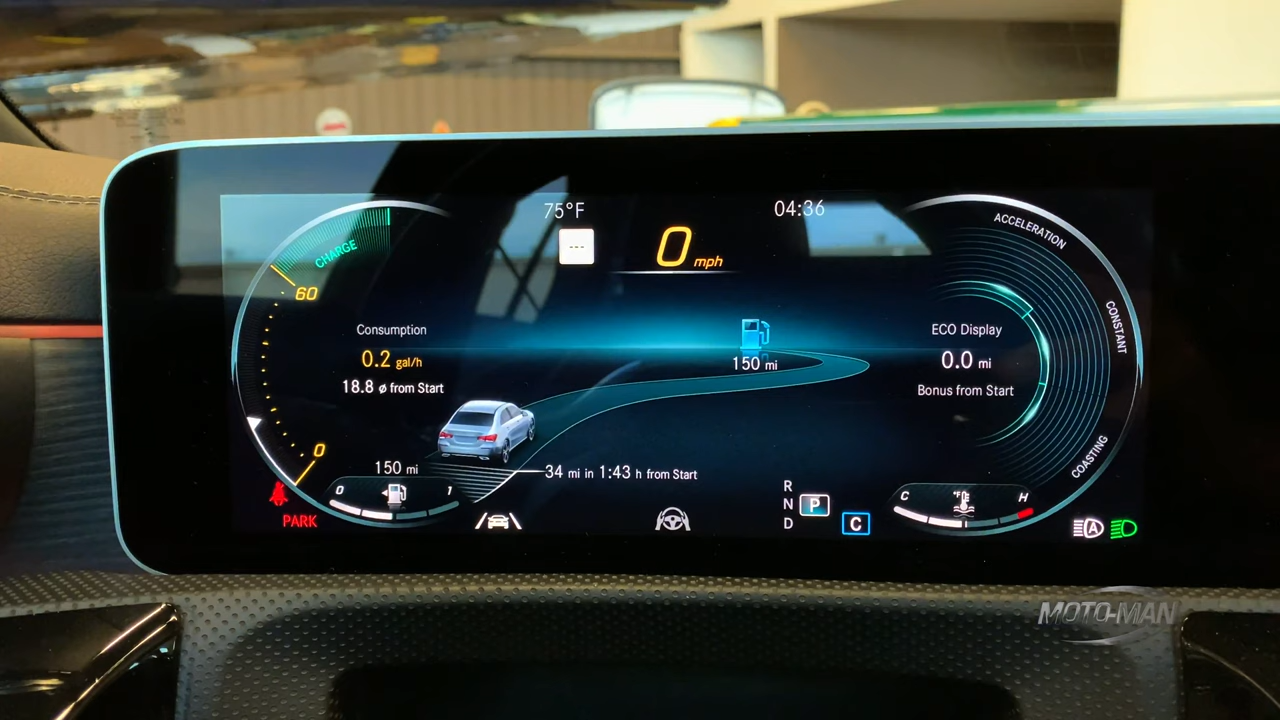 75°F
04:36
---
0 mph
CHARGE
60
Consumption
0.2 gal/h
18.8 ø from Start
0
150 mi
ECO Display
0.0 mi
Bonus from Start
ACCELERATION
CONSTANT
COASTING
34 mi in 1:43 h from Start
150 mi
0 1
PARK
R
N P
D
C
C °F H
A
MOTO-MAN